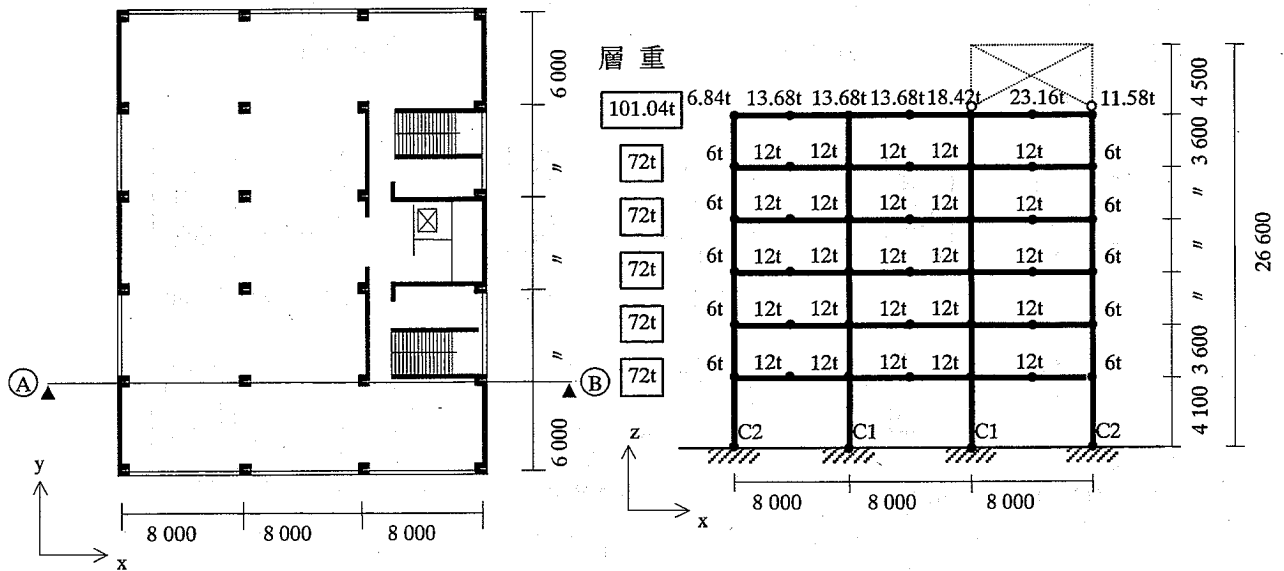 6 000
〃
〃
〃
6 000
A
B
y
x
8 000
8 000
8 000
層 重
101.04t
72t
72t
72t
72t
72t
6.84t 13.68t 13.68t 13.68t 18.42t 23.16t 11.58t
6t 12t 12t 12t 12t 12t 6t
6t 12t 12t 12t 12t 12t 6t
6t 12t 12t 12t 12t 12t 6t
6t 12t 12t 12t 12t 12t 6t
6t 12t 12t 12t 12t 12t 6t
C2 C1 C1 C2
z
x
8 000 8 000 8 000
4 500
3 600
〃
〃
〃
3 600
4 100
26 600